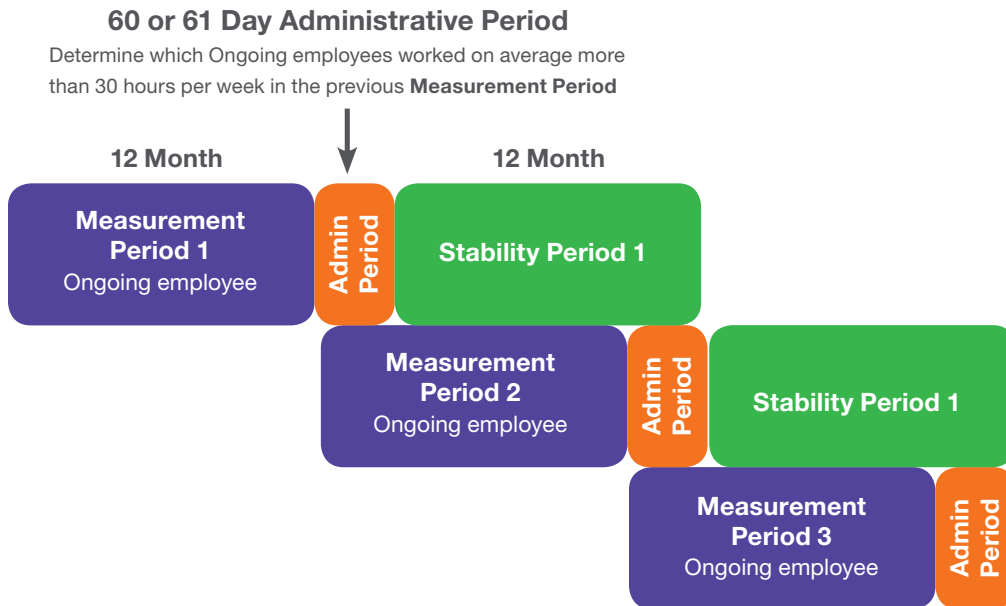 60 or 61 Day Administrative Period
Determine which Ongoing employees worked on average more
than 30 hours per week in the previous Measurement Period
12 Month
12 Month
Measurement
Period 1
Ongoing employee
Admin
Period
Stability Period 1
Measurement
Period 2
Ongoing employee
Admin
Period
Stability Period 1
Measurement
Period 3
Ongoing employee
Admin
Period